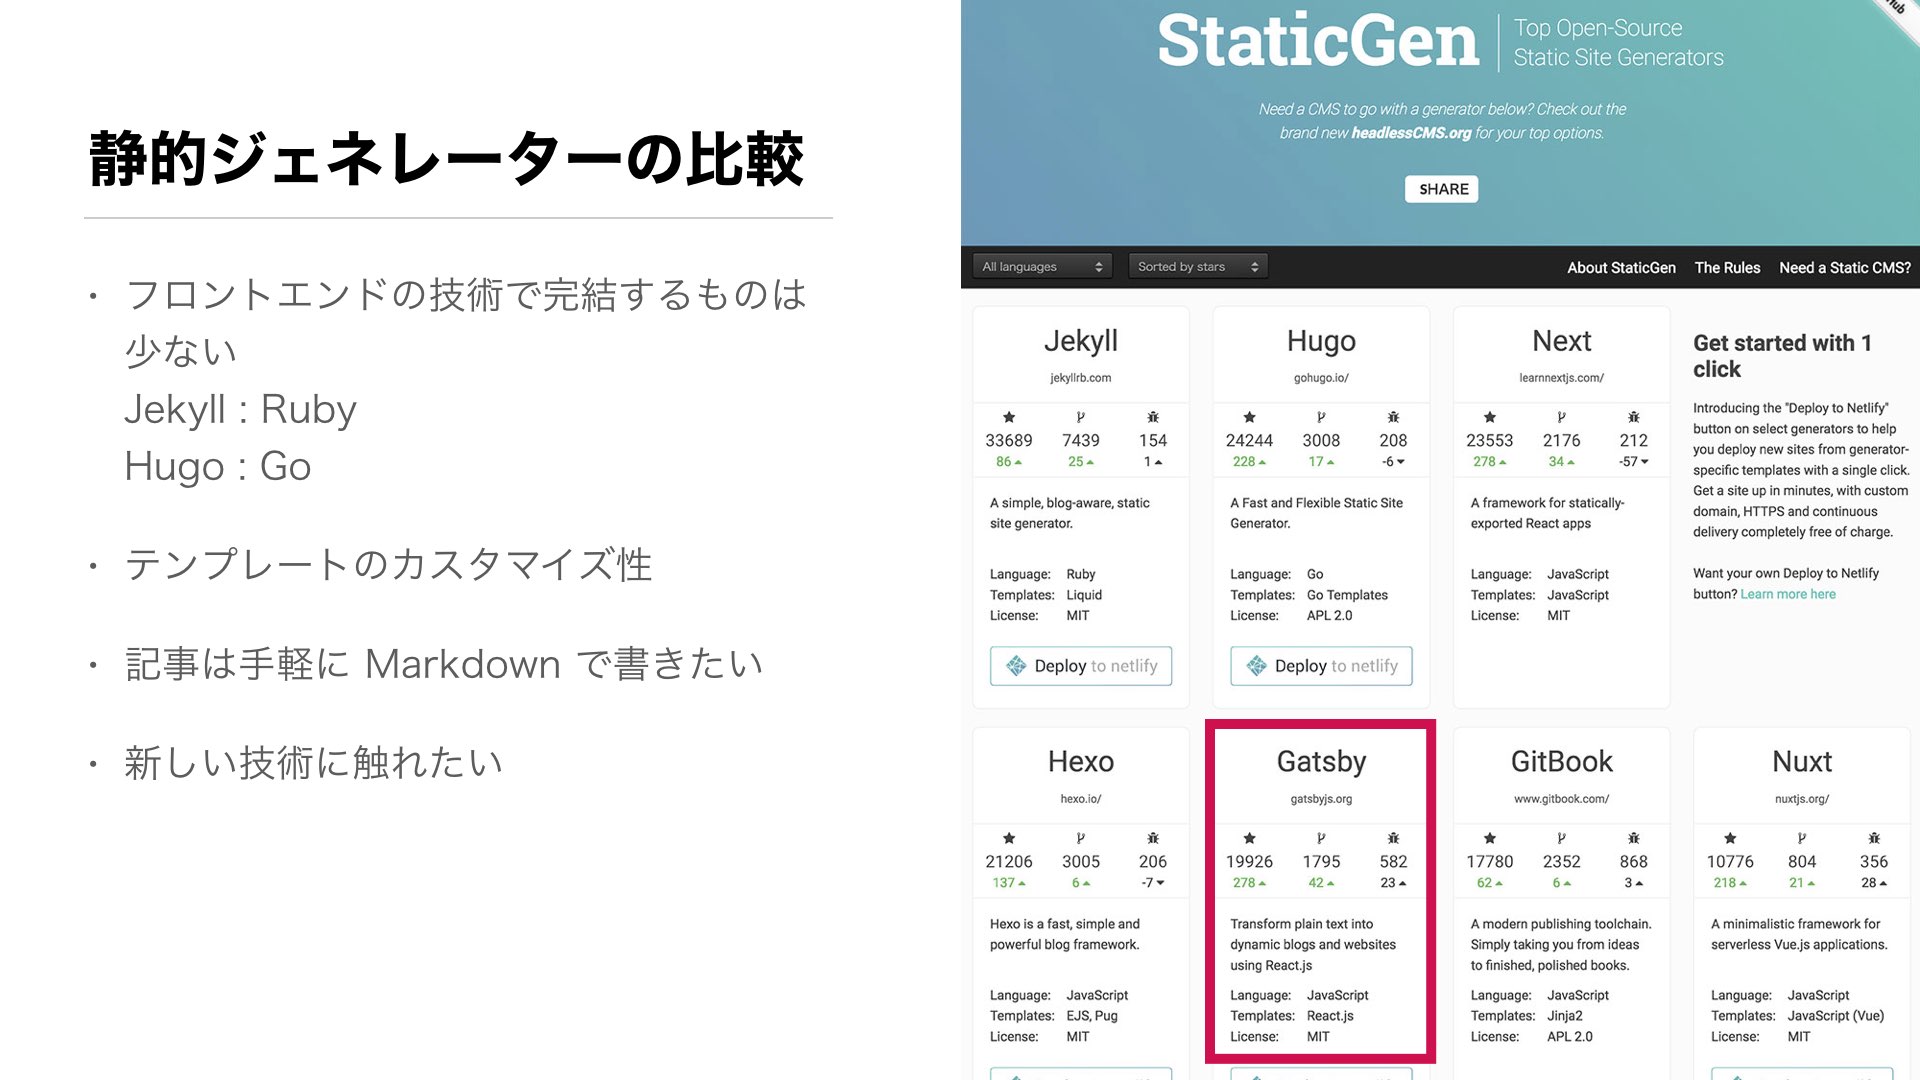 静的ジェネレーターの比較
・ フロントエンドの技術で完結するものは
少ない
Jekyll : Ruby
Hugo : Go
・ テンプレートのカスタマイズ性
・ 記事は手軽に Markdown で書きたい
・ 新しい技術に触れたい
StaticGen
Top Open-Source
Static Site Generators
Need a CMS to go with a generator below? Check out the
brand new headlessCMS.org for your top options.
SHARE
All languages
Sorted by stars
About StaticGen
The Rules
Need a Static CMS?
Jekyll
jekyllrb.com
33689 7439 154
86 25 1
A simple, blog-aware, static
site generator.
Language: Ruby
Templates: Liquid
License: MIT
Deploy to netlify
Hugo
gohugo.io/
24244 3008 208
228 17 -6
A Fast and Flexible Static Site
Generator.
Language: Go
Templates: Go Templates
License: APL 2.0
Deploy to netlify
Next
learnnextjs.com/
23553 2176 212
278 34 -57
A framework for statically-
exported React apps
Language: JavaScript
Templates: JavaScript
License: MIT
Get started with 1
click
Introducing the "Deploy to Netlify"
button on select generators to help
you deploy new sites from generator-
specific templates with a single click.
Get a site up in minutes, with custom
domain, HTTPS and continuous
delivery completely free of charge.
Want your own Deploy to Netlify
button? Learn more here
Hexo
hexo.io/
21206 3005 206
137 6 -7
Hexo is a fast, simple and
powerful blog framework.
Language: JavaScript
Templates: EJS, Pug
License: MIT
Gatsby
gatsbyjs.org
19926 1795 582
278 42 23
Transform plain text into
dynamic blogs and websites
using React.js
Language: JavaScript
Templates: React.js
License: MIT
GitBook
www.gitbook.com/
17780 2352 868
62 6 3
A modern publishing toolchain.
Simply taking you from ideas
to finished, polished books.
Language: JavaScript
Templates: Jinja2
License: APL 2.0
Nuxt
nuxtjs.org/
10776 804 356
218 21 28
A minimalistic framework for
serverless Vue.js applications.
Language: JavaScript
Templates: JavaScript (Vue)
License: MIT